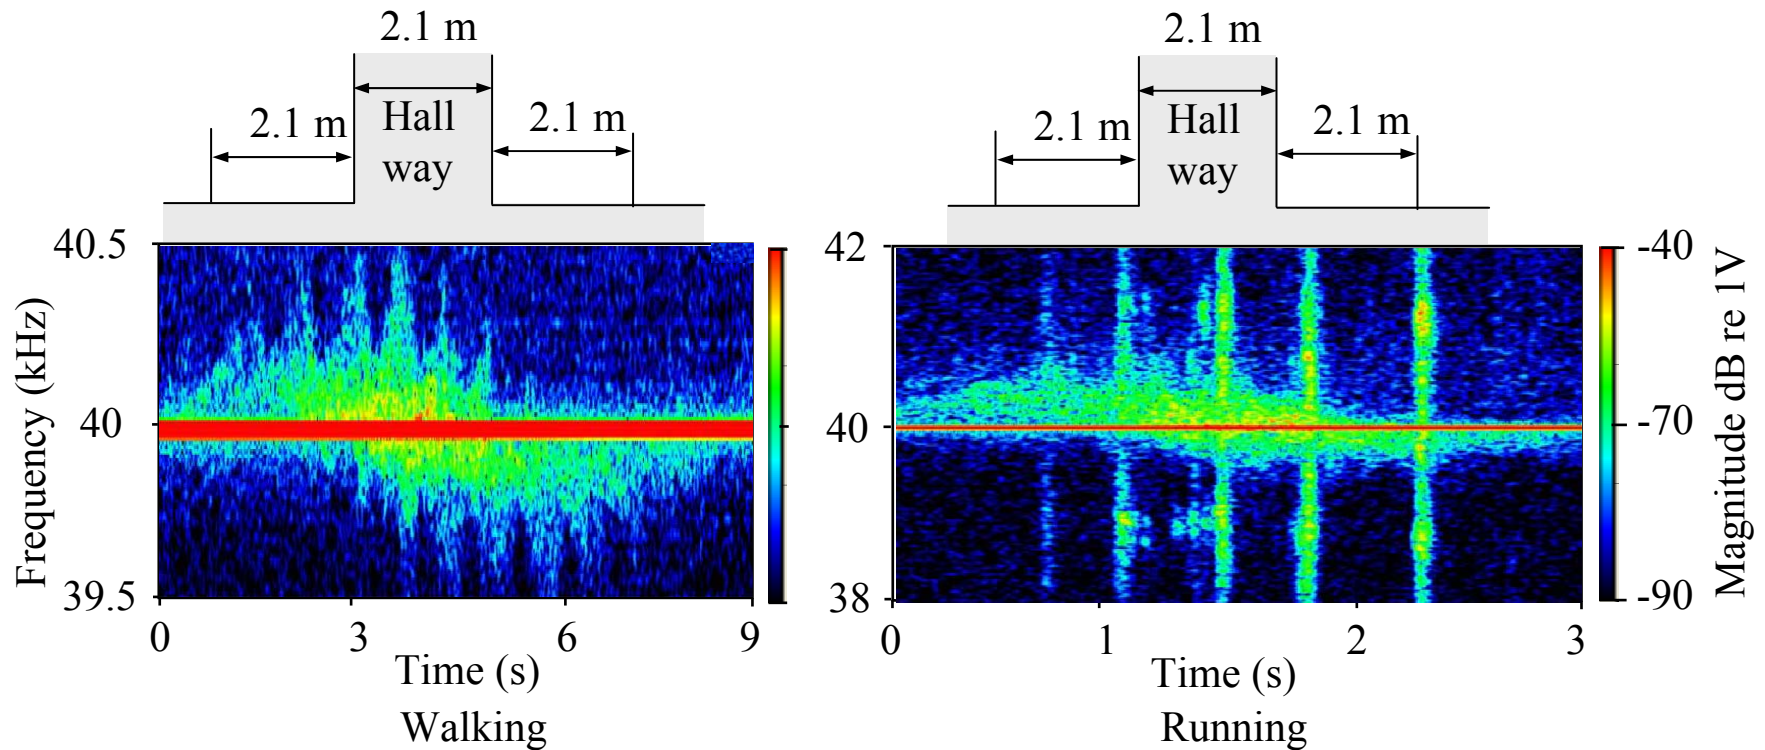 2.1 m
2.1 m
Hall
way
2.1 m
40.5
40
39.5
Frequency (kHz)
0
3
6
9
Time (s)
Walking
2.1 m
2.1 m
Hall
way
2.1 m
42
40
38
0
1
2
3
Time (s)
Running
-40
-70
-90
Magnitude dB re 1V